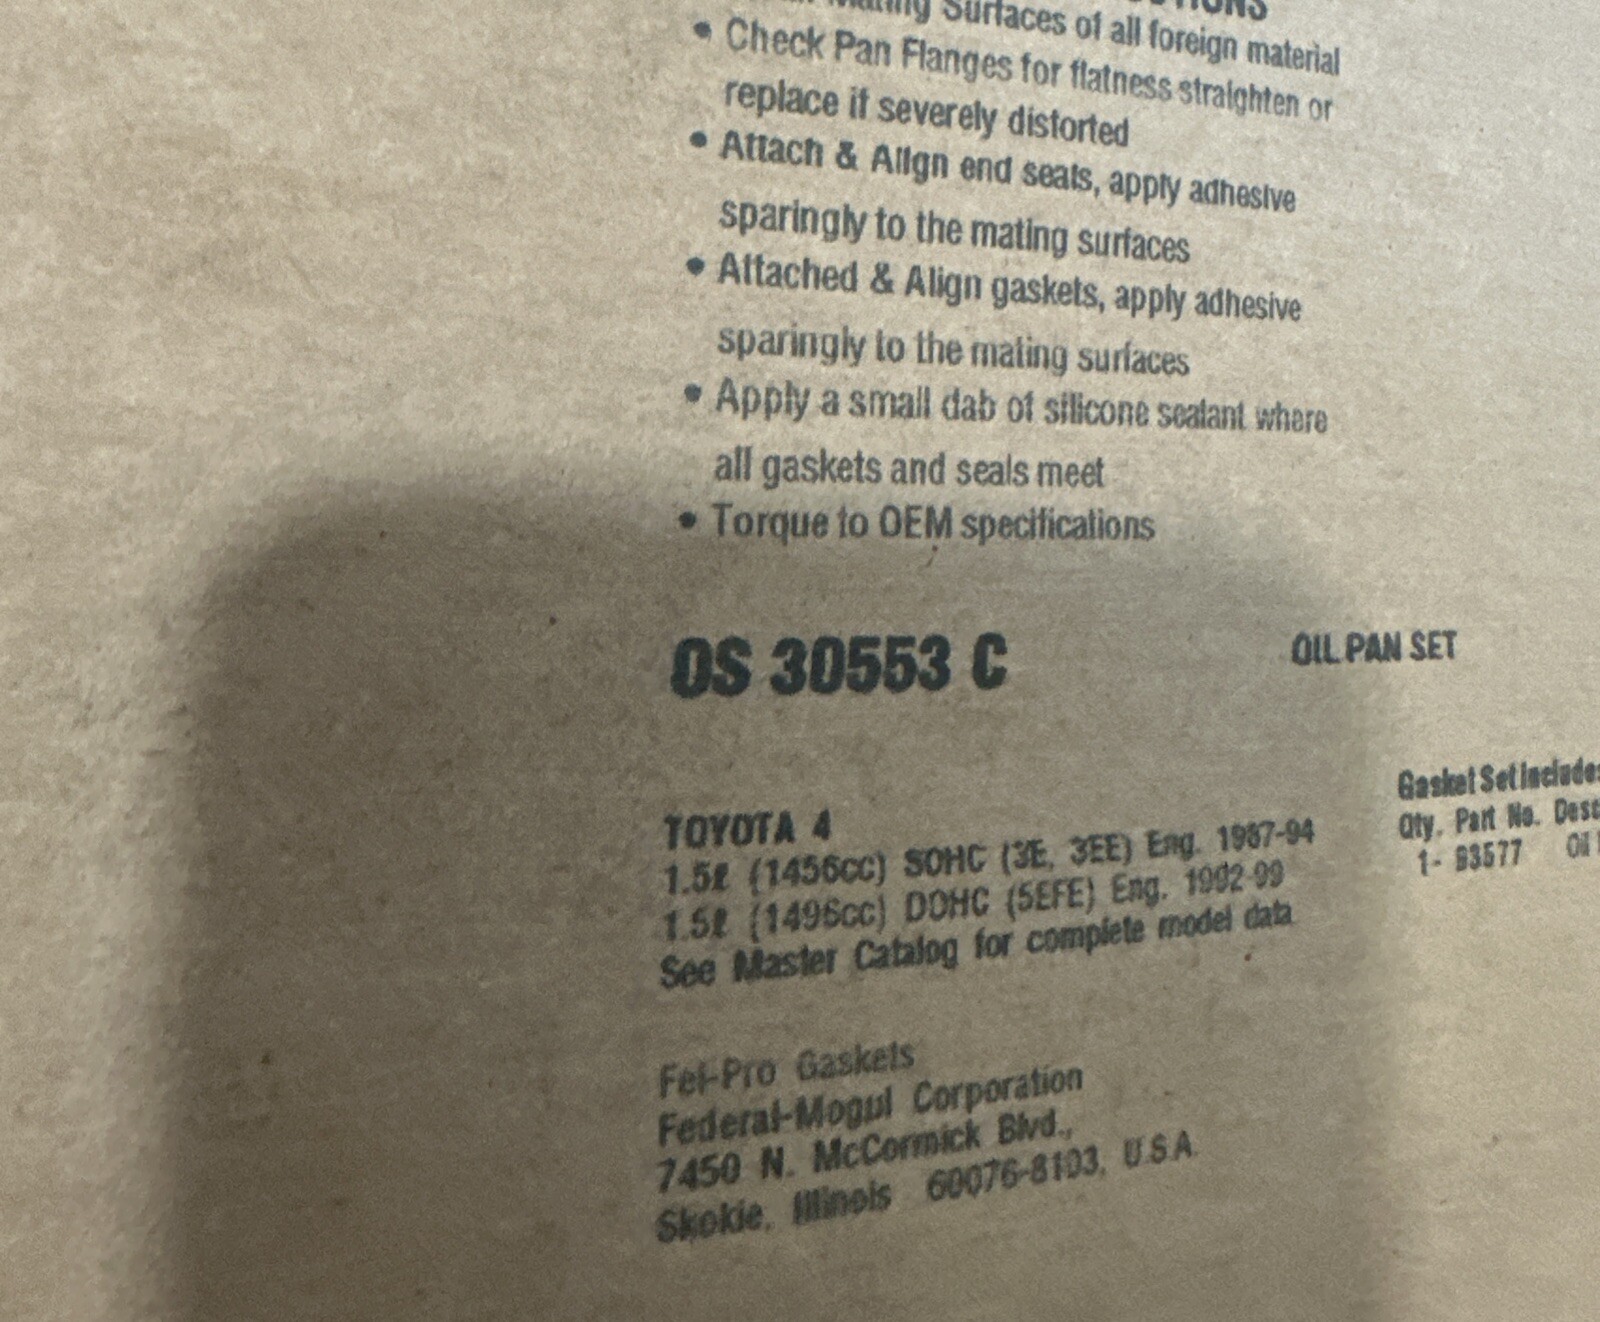 Surfaces of all foreign material
• Check Pan Flanges for flatness straighten or
replace if severely distorted
• Attach & Align end seals, apply adhesive
sparingly to the mating surfaces
• Attached & Align gaskets, apply adhesive
sparingly to the mating surfaces
• Apply a small dab of silicone sealant where
all gaskets and seals meet
• Torque to OEM specifications
OS 30553 C
OIL PAN SET
TOYOTA 4
1.5ℓ (1456cc) SOHC (3E, 3EE) Eng. 1987-94
1.5ℓ (1496cc) DOHC (5EFE) Eng. 1992-99
See Master Catalog for complete model data
Gasket Set Includes
Qty. Part No.
1-
Oil
Fel-Pro Gaskets
Federal-Mogul Corporation
7450 N. McCormick Blvd.,
Skokie, Illinois 60076-8103, U.S.A.